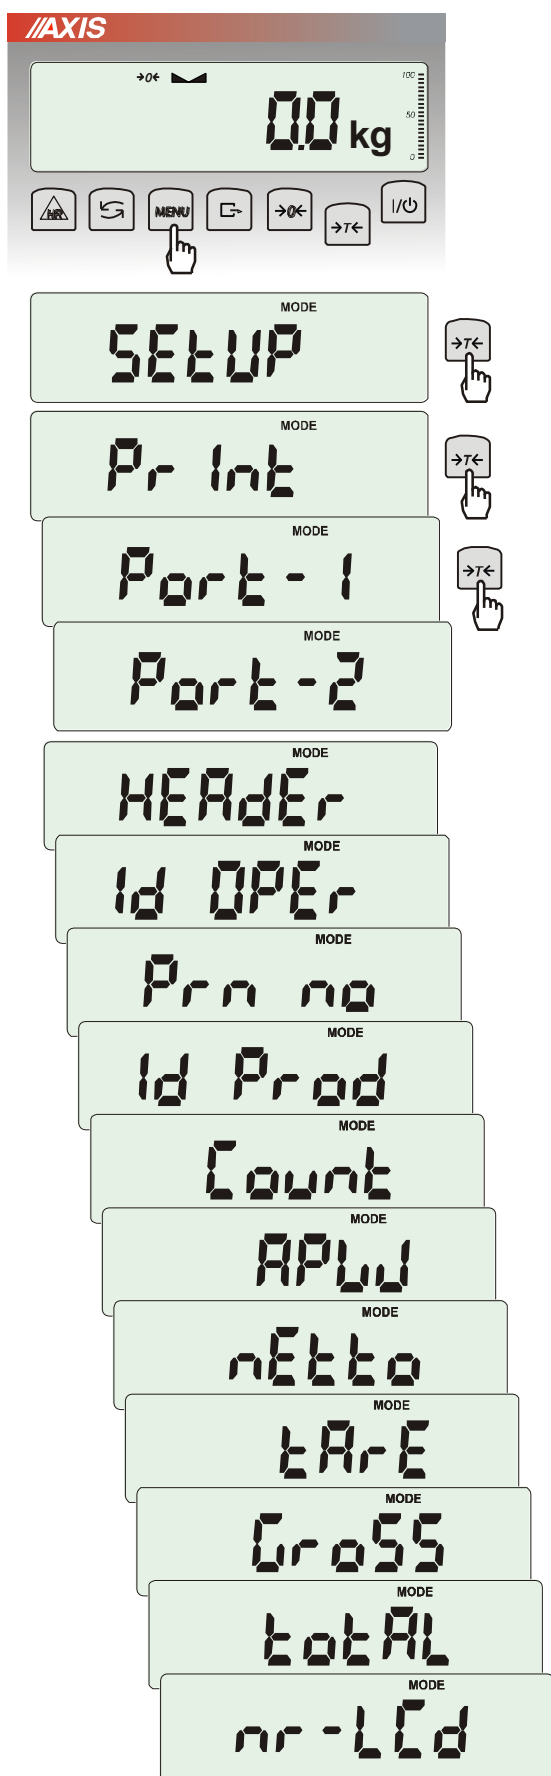 //AXIS
→0← 100
0.0 kg 50
0
HR MENU →0← →T← I/⏻
MODE
SEtUP →T←
MODE
Print →T←
MODE
Port-1 →T←
MODE
Port-2
MODE
HEAdEr
MODE
Id OPEr
MODE
Prn no
MODE
Id Prod
MODE
Count
MODE
APW
MODE
nEtto
MODE
tArE
MODE
GroSS
MODE
totAL
MODE
nr-LCd